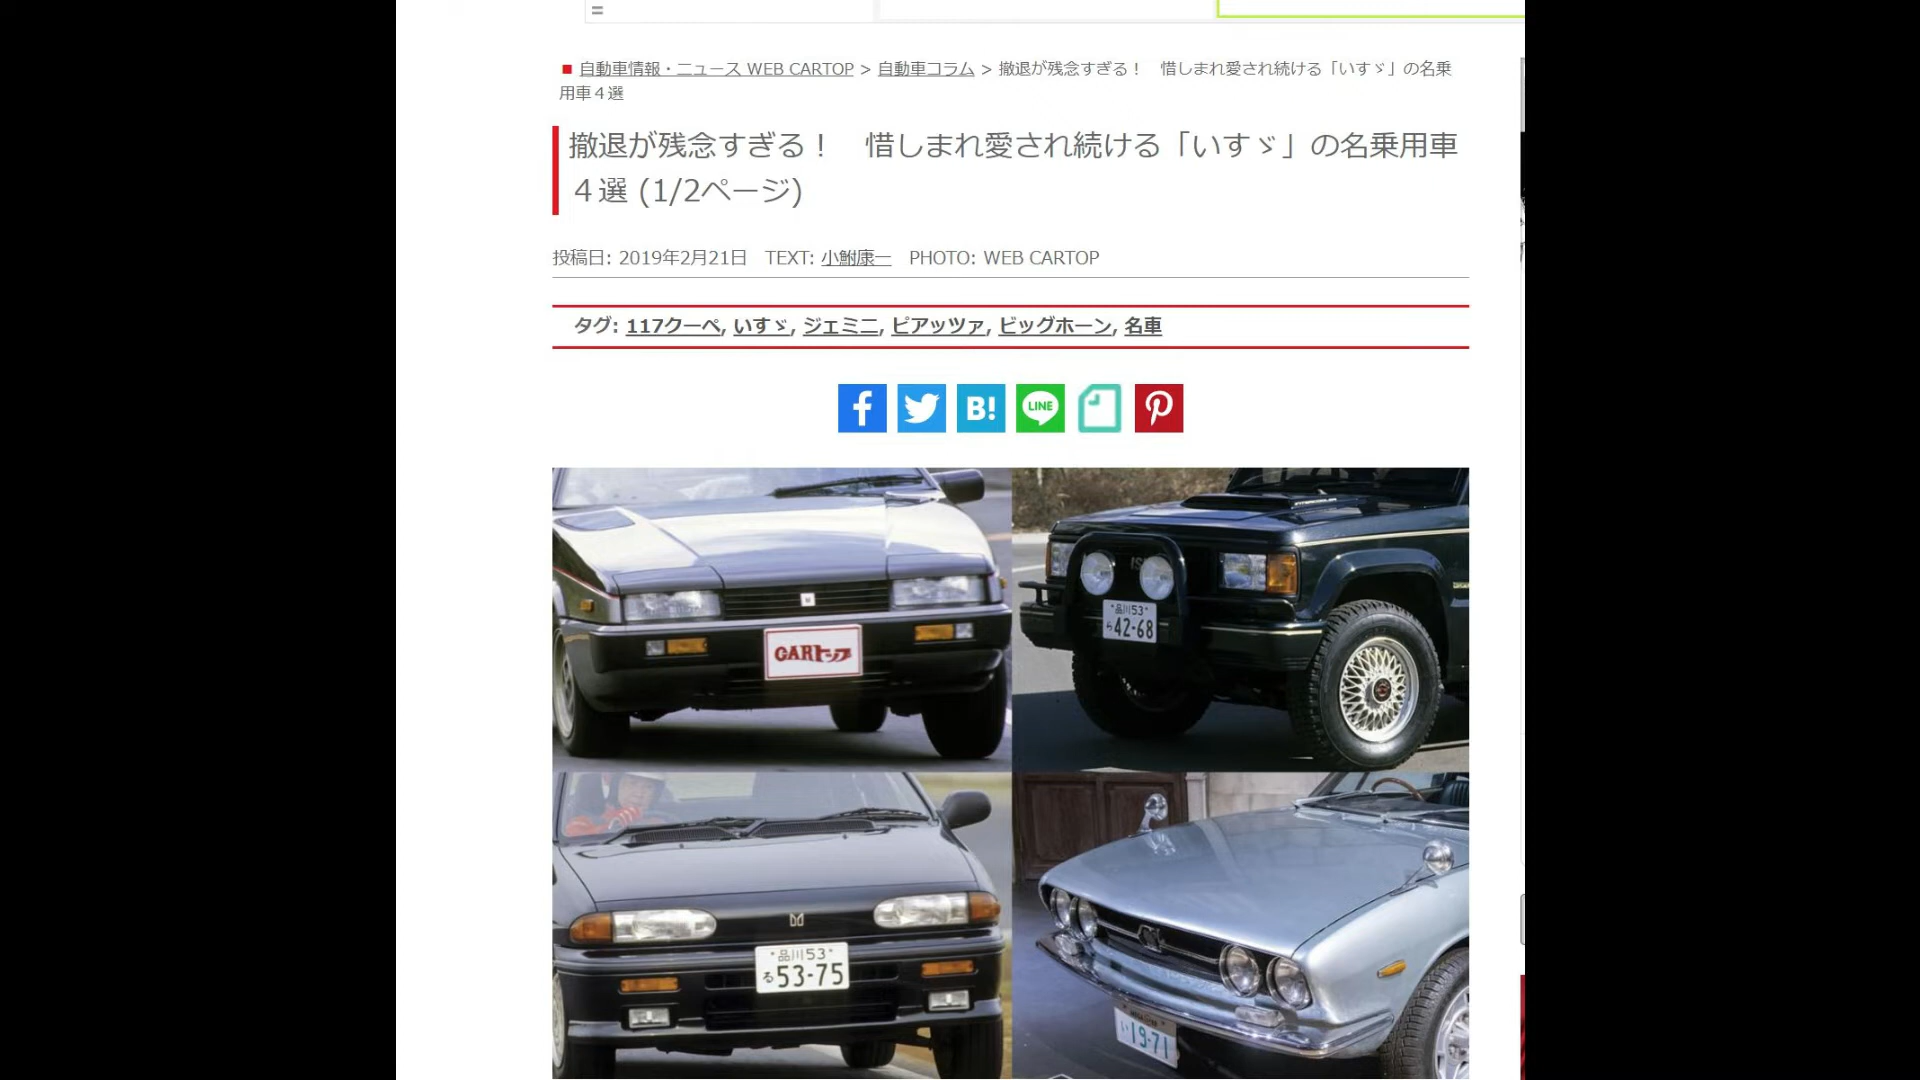 ■ 自動車情報・ニュース WEB CARTOP > 自動車コラム > 撤退が残念すぎる！　惜しまれ愛され続ける「いすゞ」の名乗
用車４選
撤退が残念すぎる！　惜しまれ愛され続ける「いすゞ」の名乗用車
４選 (1/2ページ)
投稿日: 2019年2月21日　TEXT: 小鮒康一　PHOTO: WEB CARTOP
タグ: 117クーペ, いすゞ, ジェミニ, ピアッツァ, ビッグホーン, 名車
B!
LINE
CARトップ
品川53
ら 42-68
品川53
る 53-75
い 19-71